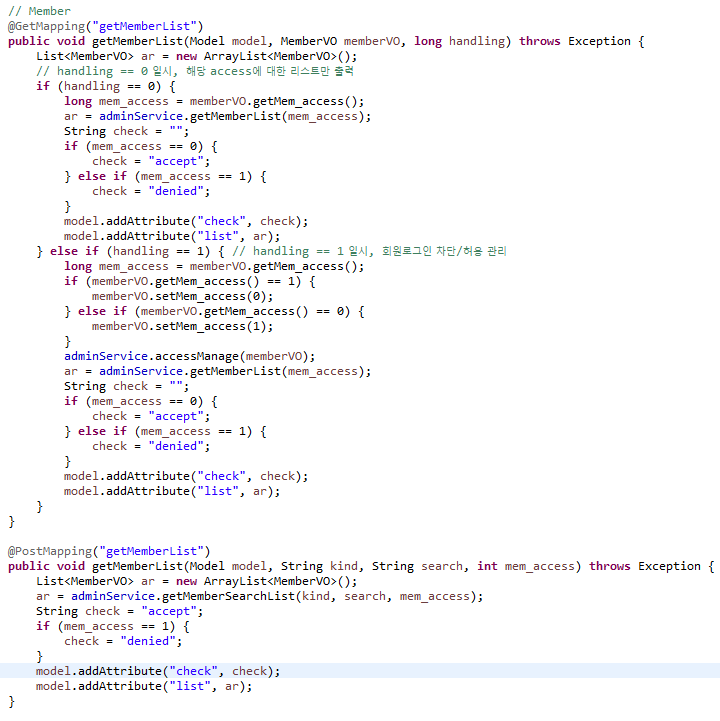 // Member
@GetMapping("getMemberList")
public void getMemberList(Model model, MemberVO memberVO, long handling) throws Exception {
    List<MemberVO> ar = new ArrayList<MemberVO>();
    // handling == 0 일시, 해당 access에 대한 리스트만 출력
    if (handling == 0) {
        long mem_access = memberVO.getMem_access();
        ar = adminService.getMemberList(mem_access);
        String check = "";
        if (mem_access == 0) {
            check = "accept";
        } else if (mem_access == 1) {
            check = "denied";
        }
        model.addAttribute("check", check);
        model.addAttribute("list", ar);
    } else if (handling == 1) { // handling == 1 일시, 회원로그인 차단/허용 관리
        long mem_access = memberVO.getMem_access();
        if (memberVO.getMem_access() == 1) {
            memberVO.setMem_access(0);
        } else if (memberVO.getMem_access() == 0) {
            memberVO.setMem_access(1);
        }
        adminService.accessManage(memberVO);
        ar = adminService.getMemberList(mem_access);
        String check = "";
        if (mem_access == 0) {
            check = "accept";
        } else if (mem_access == 1) {
            check = "denied";
        }
        model.addAttribute("check", check);
        model.addAttribute("list", ar);
    }
}

@PostMapping("getMemberList")
public void getMemberList(Model model, String kind, String search, int mem_access) throws Exception {
    List<MemberVO> ar = new ArrayList<MemberVO>();
    ar = adminService.getMemberSearchList(kind, search, mem_access);
    String check = "accept";
    if (mem_access == 1) {
        check = "denied";
    }
    model.addAttribute("check", check);
    model.addAttribute("list", ar);
}